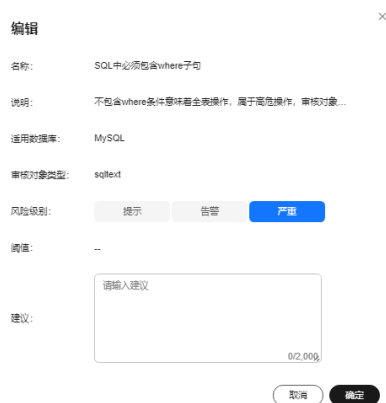 编辑
名称： SQL中必须包含where子句
说明： 不包含where条件意味着全表操作，属于高危操作，审核对象...
适用数据库： MySQL
审核对象类型： sqltext
风险级别： 提示 告警 严重
阈值： --
请输入建议
建议：
0/2,000
取消 确定